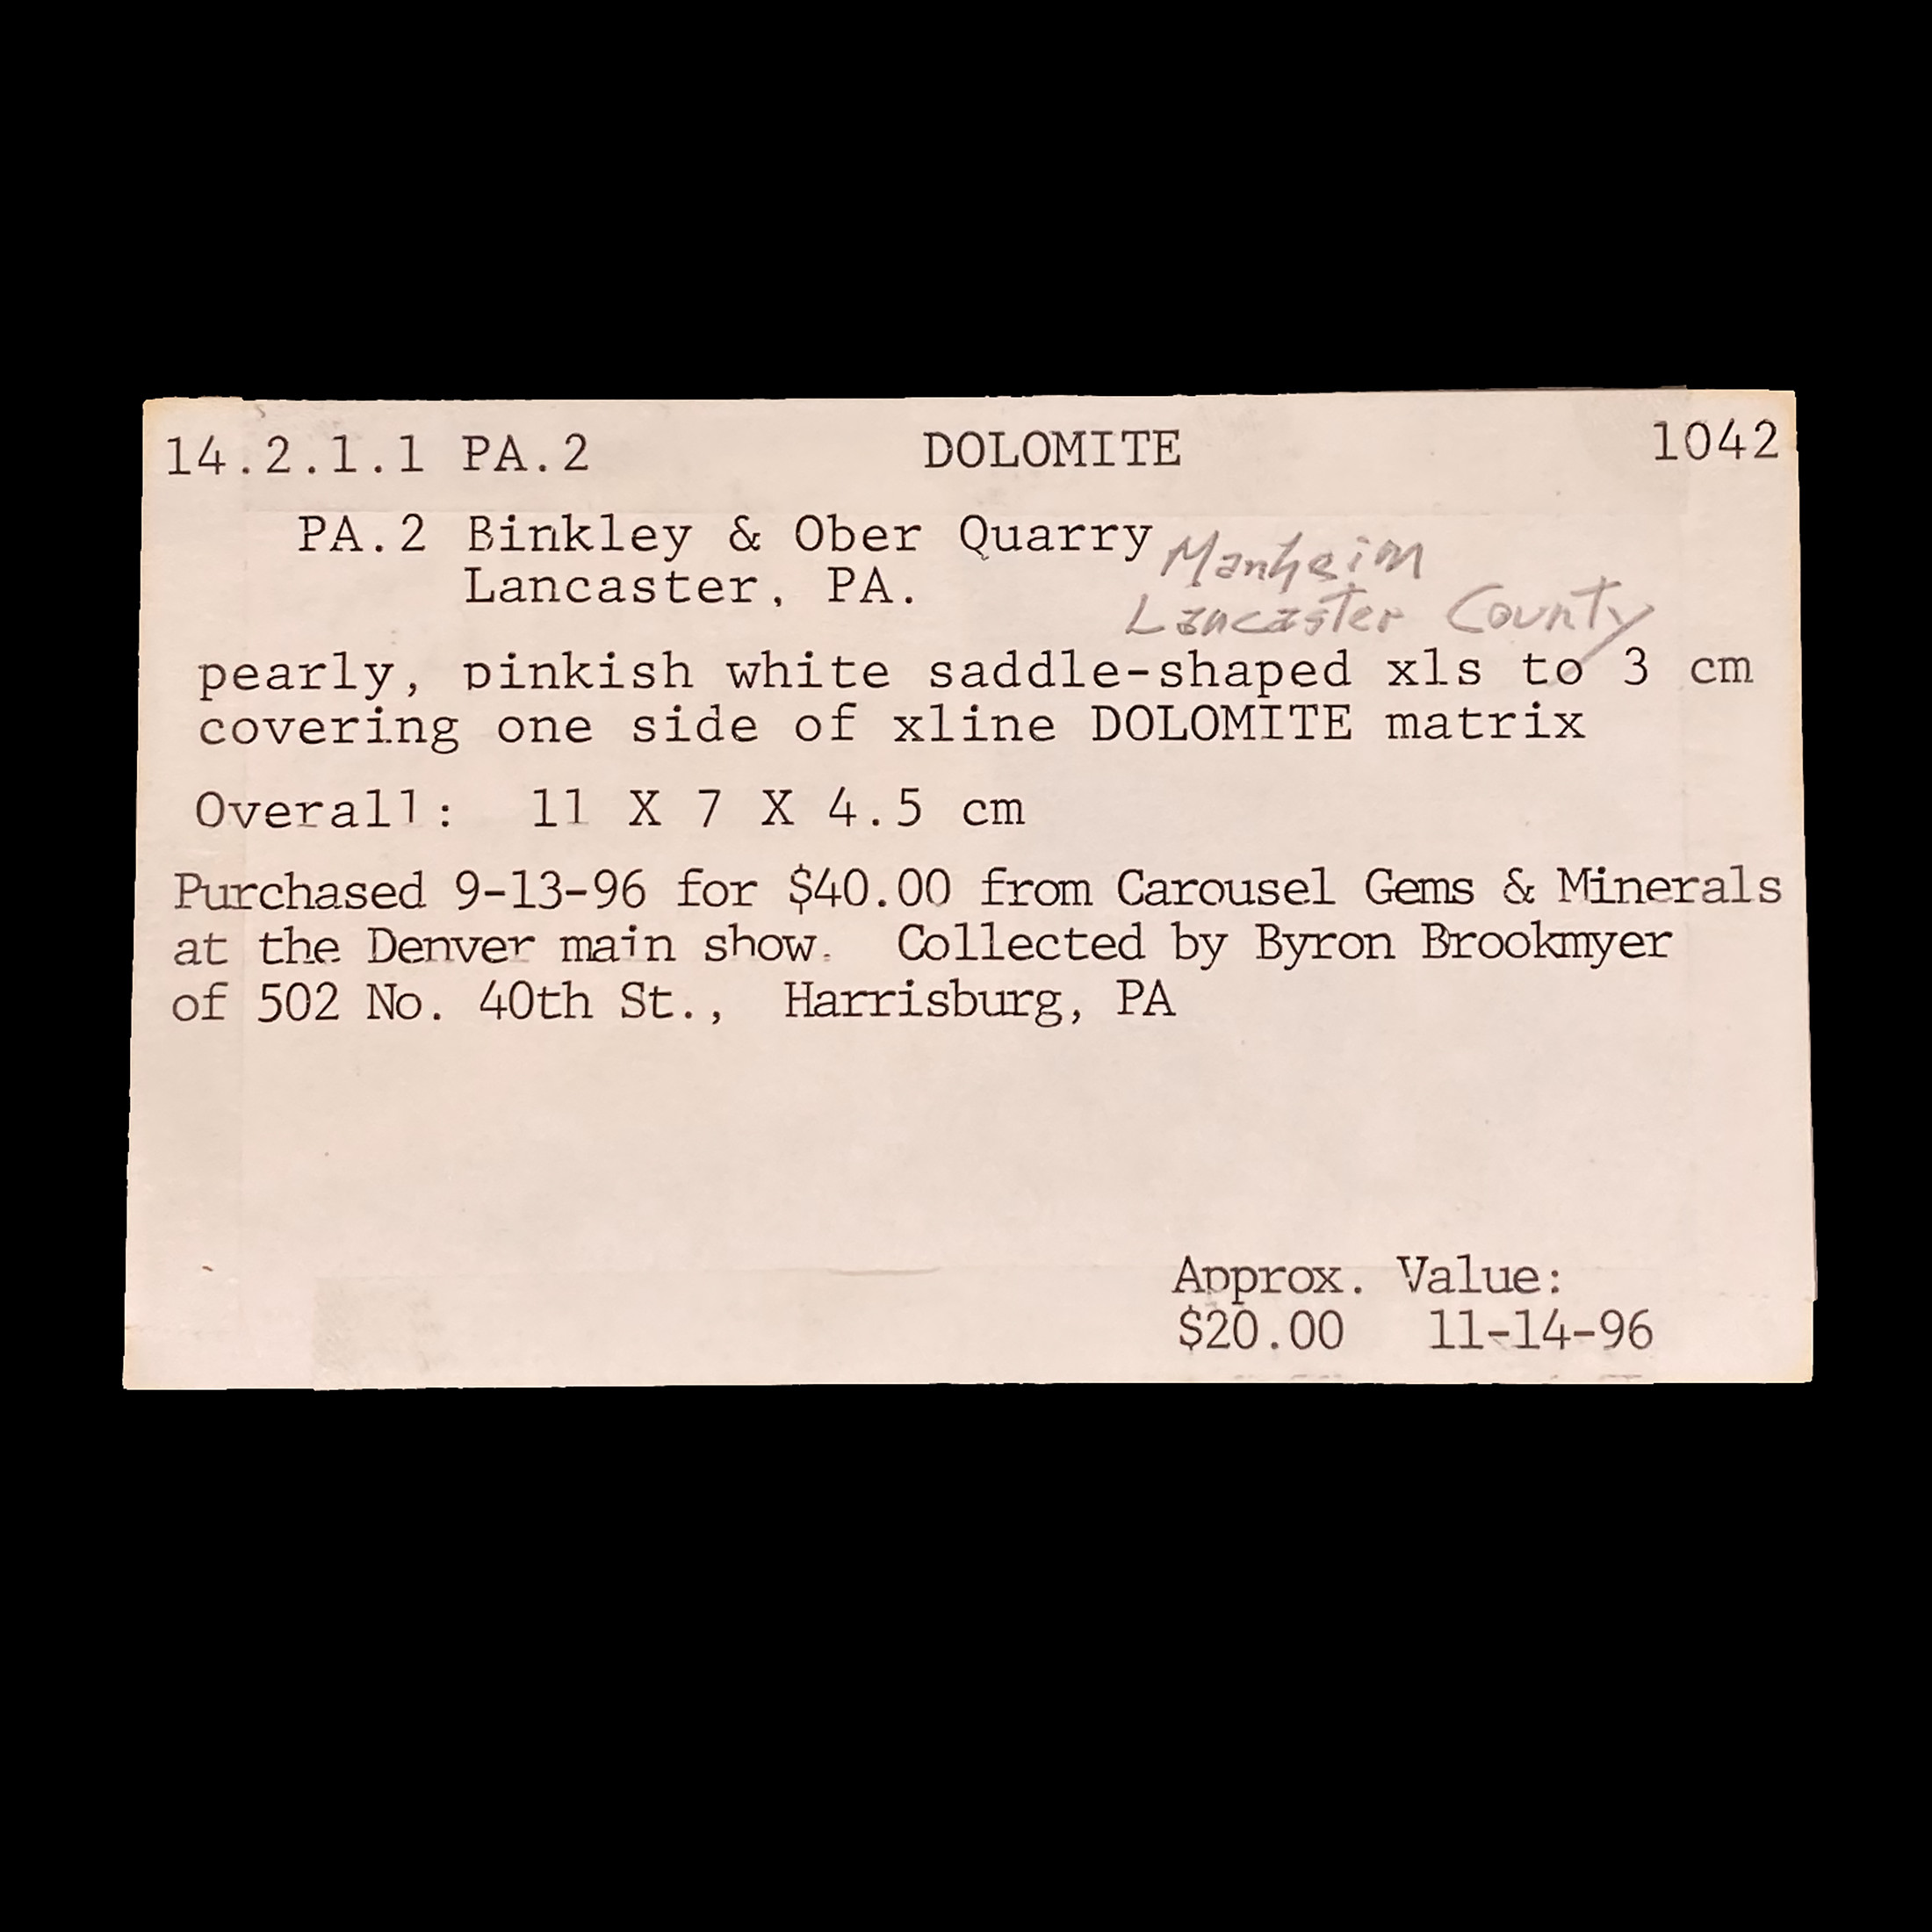 14.2.1.1 PA.2 DOLOMITE 1042
PA.2 Binkley & Ober Quarry Manheim
Lancaster, PA. Lancaster County
pearly, pinkish white saddle-shaped xls to 3 cm
covering one side of xline DOLOMITE matrix
Overall: 11 X 7 X 4.5 cm
Purchased 9-13-96 for $40.00 from Carousel Gems & Minerals
at the Denver main show. Collected by Byron Brookmyer
of 502 No. 40th St., Harrisburg, PA
Approx. Value:
$20.00 11-14-96